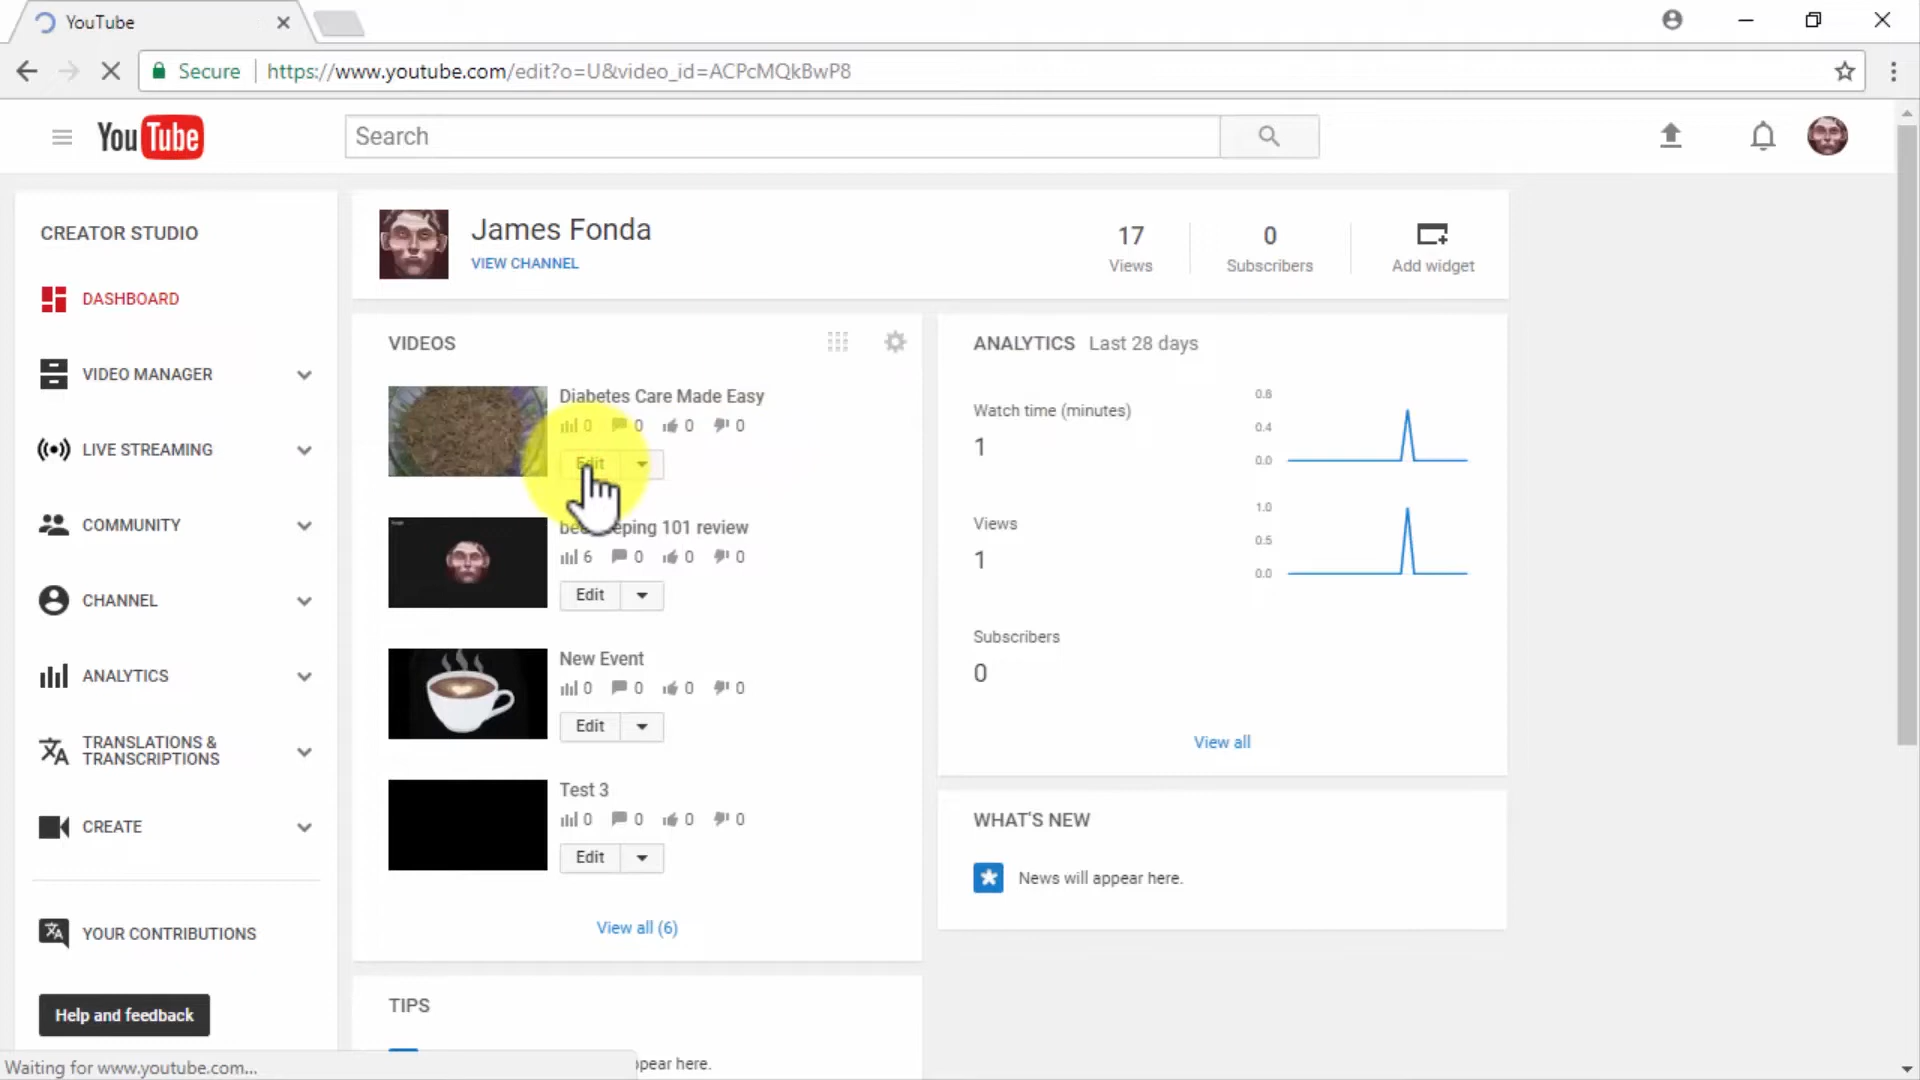 YouTube
Secure https://www.youtube.com/edit?o=U&video_id=ACPcMQkBwP8
YouTube
Search
CREATOR STUDIO
DASHBOARD
VIDEO MANAGER
LIVE STREAMING
COMMUNITY
CHANNEL
ANALYTICS
TRANSLATIONS &
TRANSCRIPTIONS
CREATE
YOUR CONTRIBUTIONS
Help and feedback
Waiting for www.youtube.com...
James Fonda
VIEW CHANNEL
17
Views
0
Subscribers
Add widget
VIDEOS
Diabetes Care Made Easy
0 0 0 0
Edit
101 review
6 0 0 0
Edit
New Event
0 0 0 0
Edit
Test 3
0 0 0 0
Edit
View all (6)
TIPS
appear here.
ANALYTICS Last 28 days
Watch time (minutes)
1
0.8
0.4
0.0
Views
1
1.0
0.5
0.0
Subscribers
0
View all
WHAT'S NEW
News will appear here.